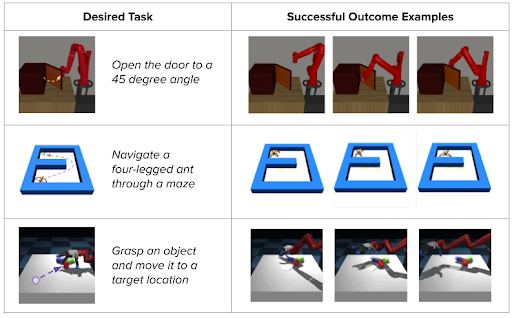 Desired Task
Successful Outcome Examples
Open the door to a
45 degree angle
Navigate a
four-legged ant
through a maze
Grasp an object
and move it to a
target location